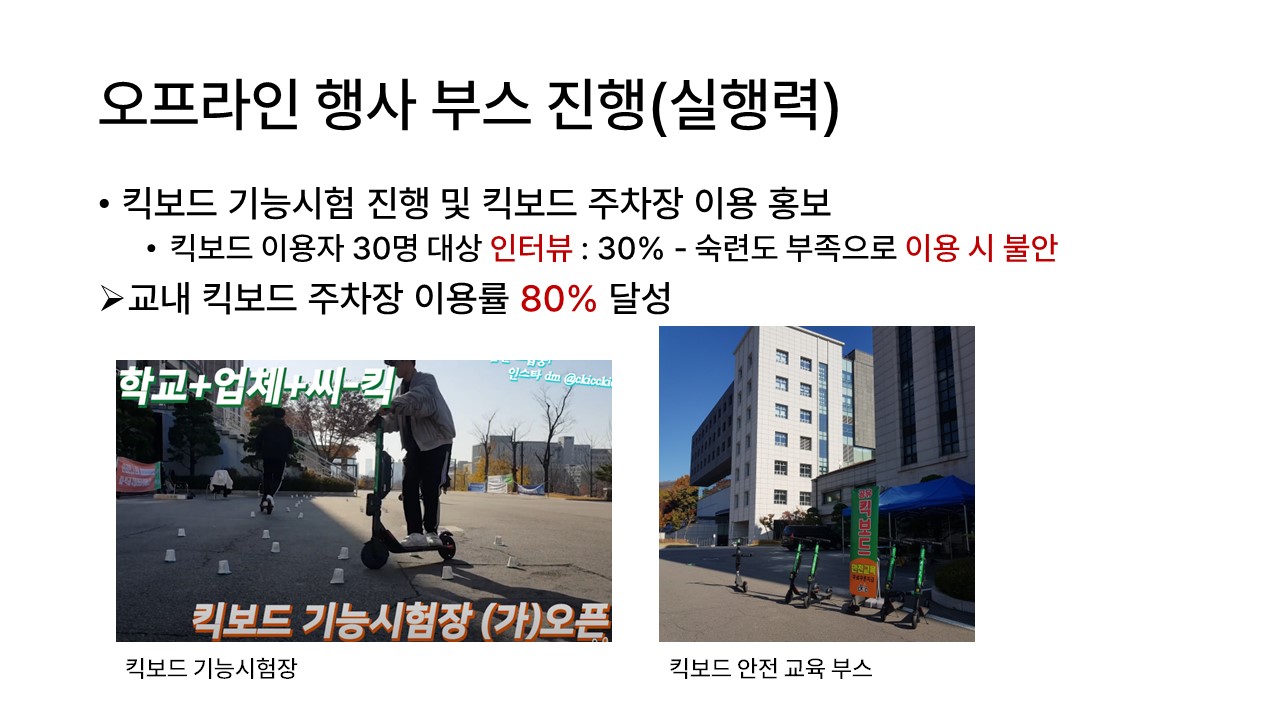 오프라인 행사 부스 진행(실행력)
• 킥보드 기능시험 진행 및 킥보드 주차장 이용 홍보
• 킥보드 이용자 30명 대상 인터뷰 : 30% - 숙련도 부족으로 이용 시 불안
➢교내 킥보드 주차장 이용률 80% 달성
학교+업체+씨-킥
인스타 dm
킥보드 기능시험장 (가)오픈
킥보드
안전교육
킥보드 기능시험장
킥보드 안전 교육 부스